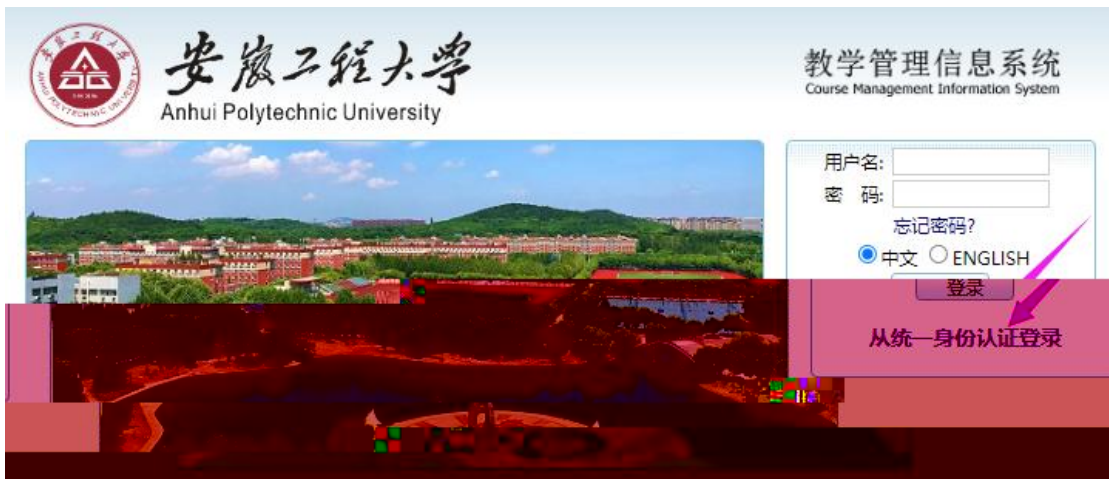 安徽工程大学
Anhui Polytechnic University
教学管理信息系统
Course Management Information System
用户名:
密 码:
忘记密码?
中文 ENGLISH
登录
从统一身份认证登录